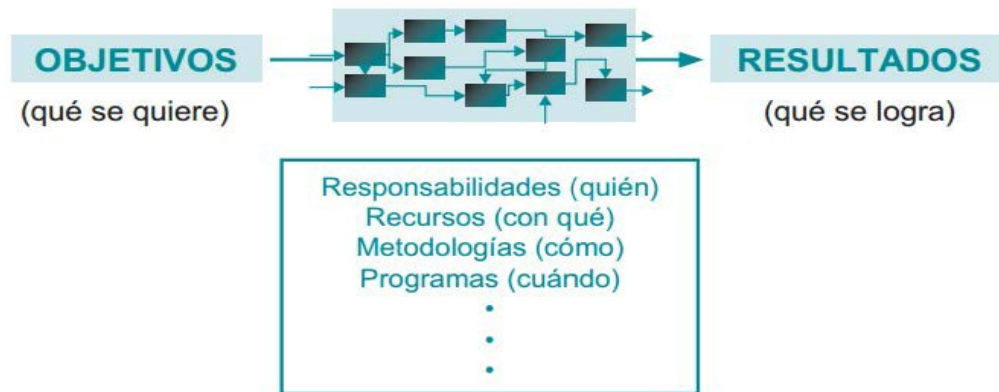 OBJETIVOS
(qué se quiere)
RESULTADOS
(qué se logra)
Responsabilidades (quién)
Recursos (con qué)
Metodologías (cómo)
Programas (cuándo)
•
•
•